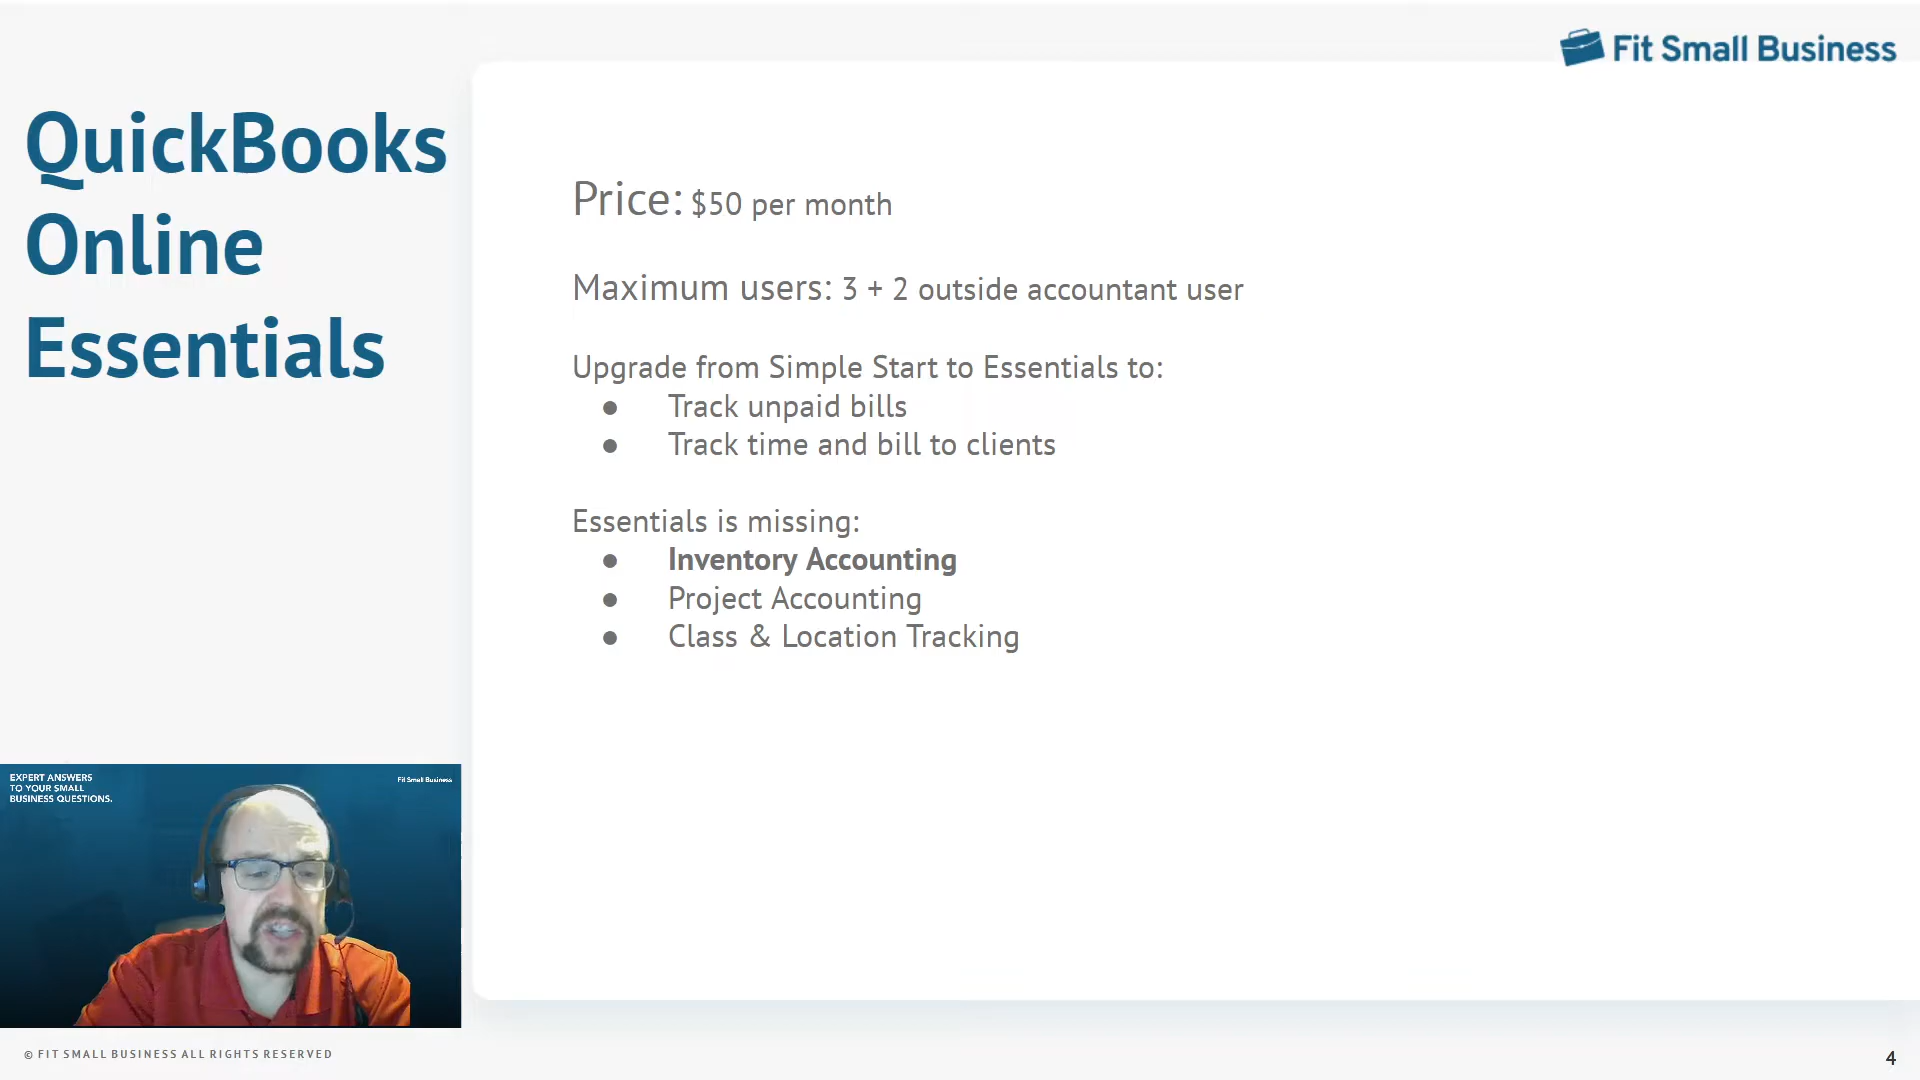 Fit Small Business
QuickBooks
Online
Essentials
Price: $50 per month
Maximum users: 3 + 2 outside accountant user
Upgrade from Simple Start to Essentials to:
● Track unpaid bills
● Track time and bill to clients
Essentials is missing:
● Inventory Accounting
● Project Accounting
● Class & Location Tracking
EXPERT ANSWERS
TO YOUR SMALL
BUSINESS QUESTIONS.
Fit Small Business
© FIT SMALL BUSINESS ALL RIGHTS RESERVED
4